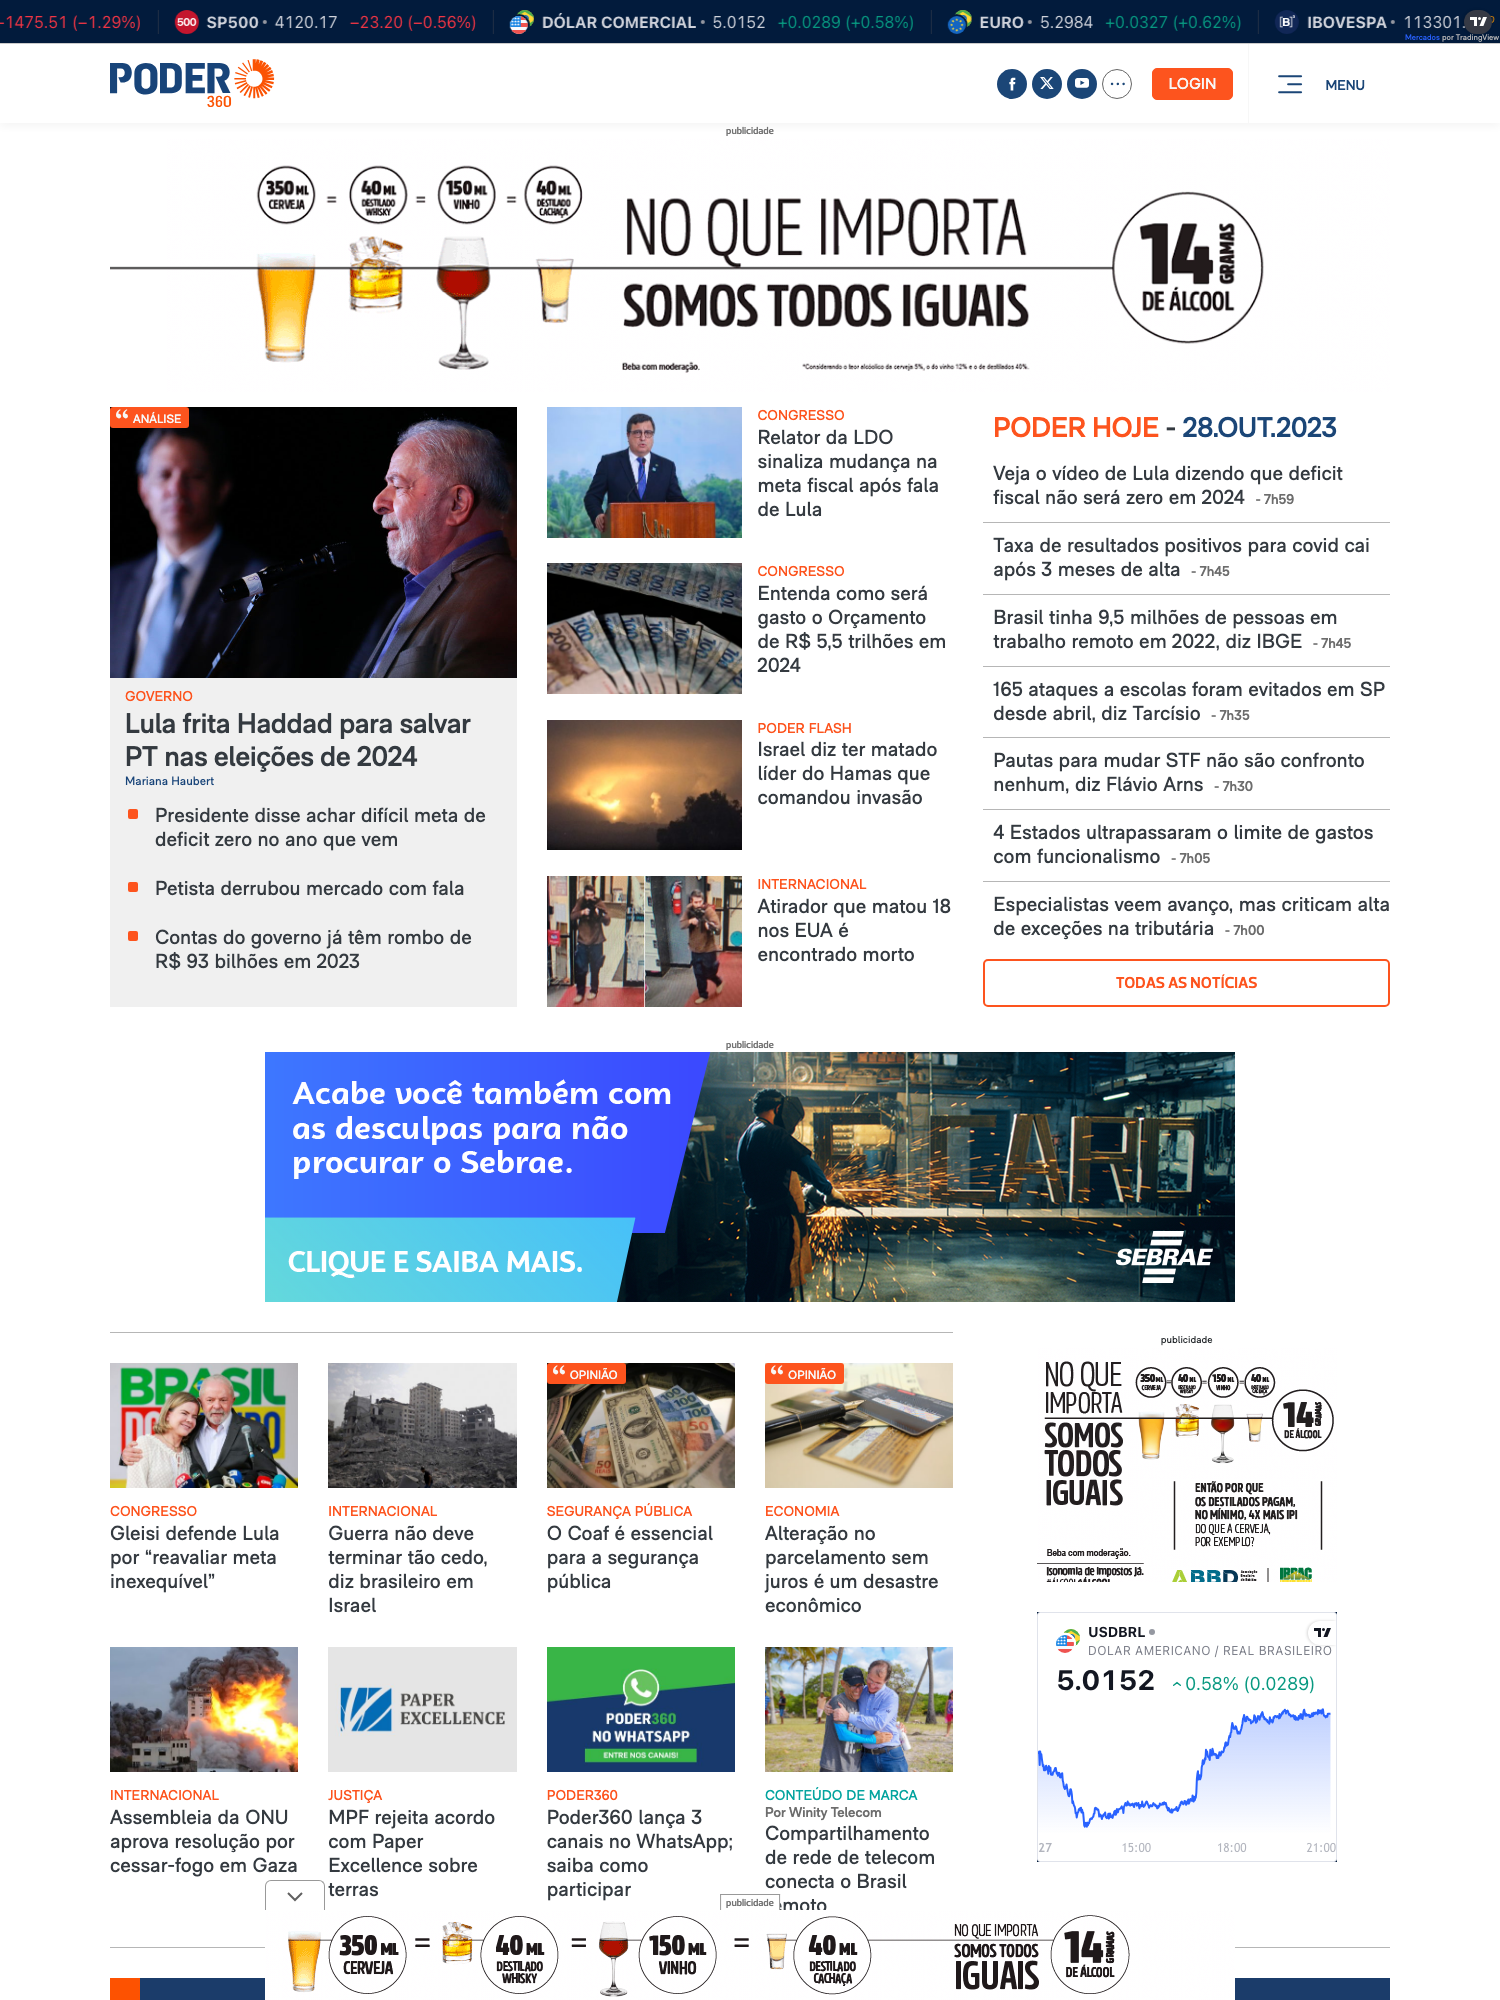 -1475.51 (−1.29%)
500 SP500 • 4120.17 −23.20 (−0.56%)
DÓLAR COMERCIAL • 5.0152 +0.0289 (+0.58%)
EURO • 5.2984 +0.0327 (+0.62%)
B IBOVESPA • 113301.
Mercados por TradingView
PODER
360
LOGIN
MENU
publicidade
350 ML CERVEJA
=
40 ML DESTILADO WHISKY
=
150 ML VINHO
=
40 ML DESTILADO CACHAÇA
NO QUE IMPORTA
SOMOS TODOS IGUAIS
14 GRAMAS
DE ÁLCOOL
Beba com moderação.
*Considerando o teor alcóolico da cerveja 5%, o do vinho 12% e o de destilados 40%.
ANÁLISE
GOVERNO
Lula frita Haddad para salvar
PT nas eleições de 2024
Mariana Haubert
Presidente disse achar difícil meta de
deficit zero no ano que vem
Petista derrubou mercado com fala
Contas do governo já têm rombo de
R$ 93 bilhões em 2023
CONGRESSO
Relator da LDO
sinaliza mudança na
meta fiscal após fala
de Lula
CONGRESSO
Entenda como será
gasto o Orçamento
de R$ 5,5 trilhões em
2024
PODER FLASH
Israel diz ter matado
líder do Hamas que
comandou invasão
INTERNACIONAL
Atirador que matou 18
nos EUA é
encontrado morto
PODER HOJE - 28.OUT.2023
Veja o vídeo de Lula dizendo que deficit
fiscal não será zero em 2024 - 7h59
Taxa de resultados positivos para covid cai
após 3 meses de alta - 7h45
Brasil tinha 9,5 milhões de pessoas em
trabalho remoto em 2022, diz IBGE - 7h45
165 ataques a escolas foram evitados em SP
desde abril, diz Tarcísio - 7h35
Pautas para mudar STF não são confronto
nenhum, diz Flávio Arns - 7h30
4 Estados ultrapassaram o limite de gastos
com funcionalismo - 7h05
Especialistas veem avanço, mas criticam alta
de exceções na tributária - 7h00
TODAS AS NOTÍCIAS
publicidade
Acabe você também com
as desculpas para não
procurar o Sebrae.
CLIQUE E SAIBA MAIS.
SEBRAE
BRASIL
OPINIÃO
OPINIÃO
CONGRESSO
Gleisi defende Lula
por “reavaliar meta
inexequível”
INTERNACIONAL
Guerra não deve
terminar tão cedo,
diz brasileiro em
Israel
SEGURANÇA PÚBLICA
O Coaf é essencial
para a segurança
pública
ECONOMIA
Alteração no
parcelamento sem
juros é um desastre
econômico
PAPER
EXCELLENCE
PODER360
NO WHATSAPP
ENTRE NOS CANAIS!
INTERNACIONAL
Assembleia da ONU
aprova resolução por
cessar-fogo em Gaza
JUSTIÇA
MPF rejeita acordo
com Paper
Excellence sobre
terras
PODER360
Poder360 lança 3
canais no WhatsApp;
saiba como
participar
CONTEÚDO DE MARCA
Por Winity Telecom
Compartilhamento
de rede de telecom
conecta o Brasil
remoto
publicidade
NO QUE
IMPORTA
SOMOS
TODOS
IGUAIS
350 ML CERVEJA
40 ML
150 ML VINHO
40 ML
14 GRAMAS
DE ÁLCOOL
ENTÃO POR QUE
OS DESTILADOS PAGAM,
NO MÍNIMO, 4X MAIS IPI
DO QUE A CERVEJA,
POR EXEMPLO?
Beba com moderação.
Isonomia de Impostos Já.
ABBD
IBRAC
USDBRL
DOLAR AMERICANO / REAL BRASILEIRO
5.0152 0.58% (0.0289)
27 15:00 18:00 21:00
publicidade
350 ML CERVEJA
=
40 ML DESTILADO WHISKY
=
150 ML VINHO
=
40 ML DESTILADO CACHAÇA
NO QUE IMPORTA
SOMOS TODOS
IGUAIS
14 GRAMAS
DE ÁLCOOL